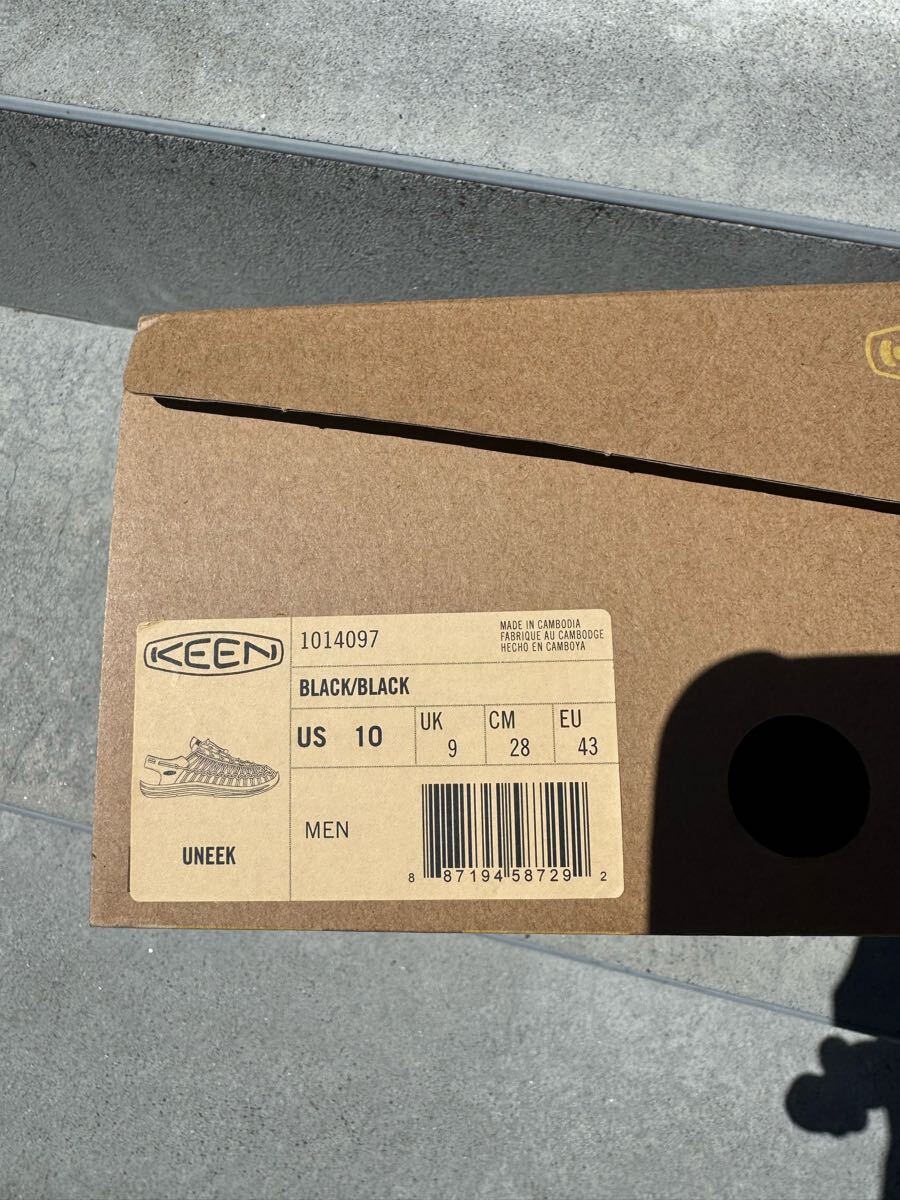 KEEN
1014097
MADE IN CAMBODIA
FABRIQUE AU CAMBODGE
HECHO EN CAMBOYA
BLACK/BLACK
US 10
UK 9
CM 28
EU 43
UNEEK
MEN
8 87194 58729 2